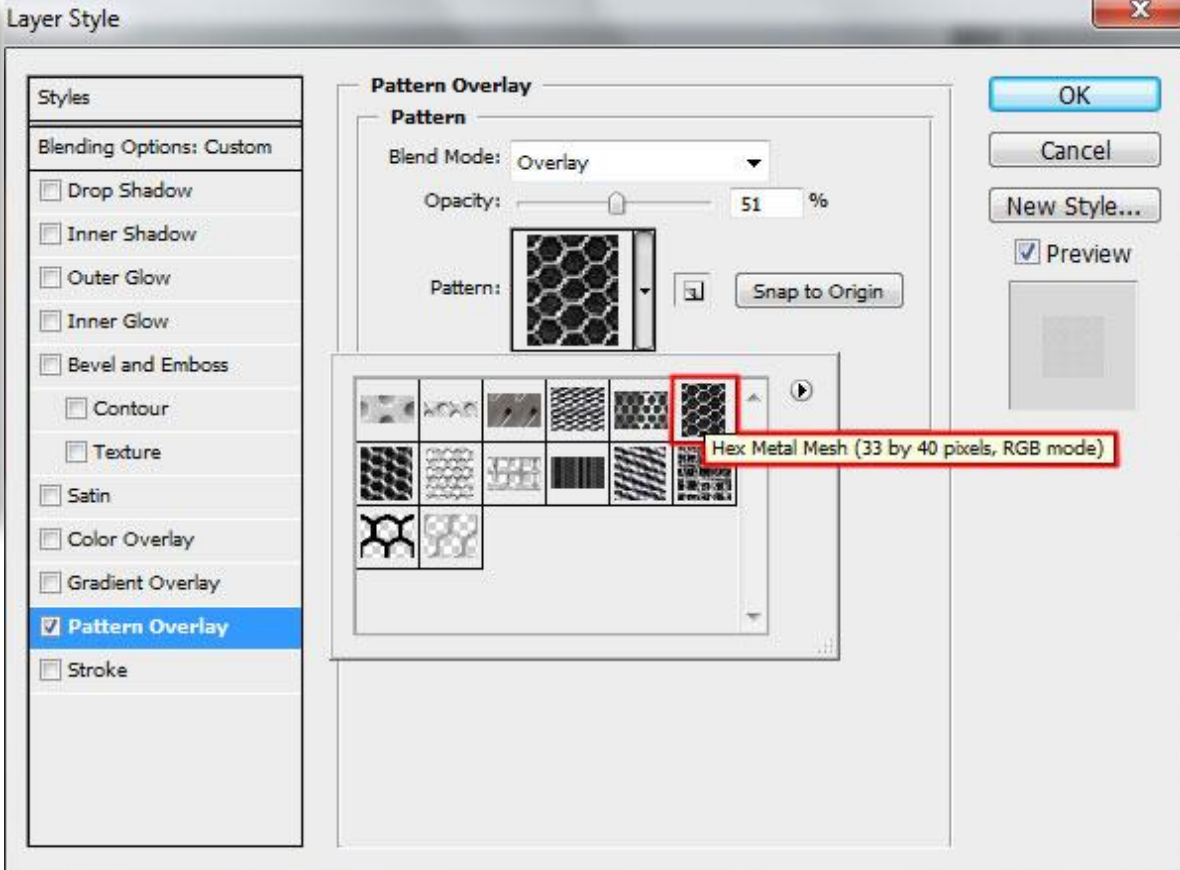 Layer Style
X
Styles
Blending Options: Custom
Drop Shadow
Inner Shadow
Outer Glow
Inner Glow
Bevel and Emboss
Contour
Texture
Satin
Color Overlay
Gradient Overlay
Pattern Overlay
Stroke
Pattern Overlay
Pattern
Blend Mode: Overlay
Opacity: 51 %
Pattern: Snap to Origin
Hex Metal Mesh (33 by 40 pixels, RGB mode)
OK
Cancel
New Style...
Preview